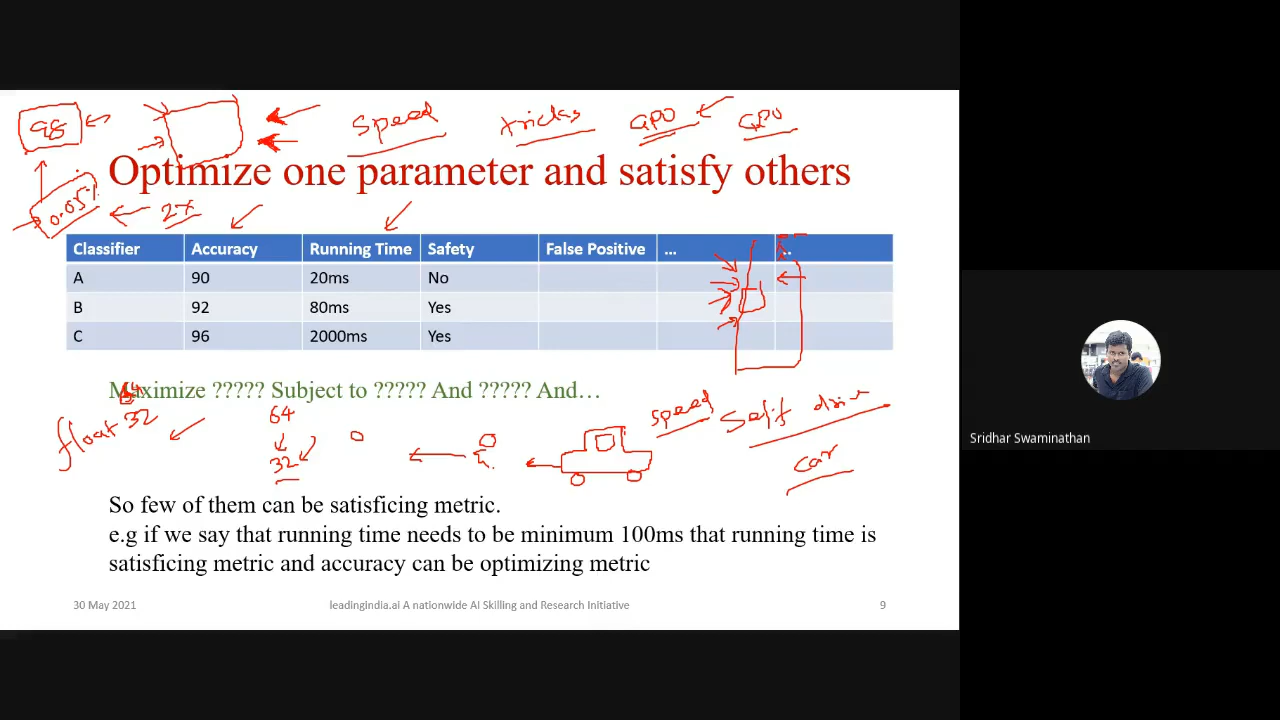 98 Speed tricks GPU GPU
Optimize one parameter and satisfy others
0.05% 2x
Classifier Accuracy Running Time Safety False Positive ... ...
A 90 20ms No
B 92 80ms Yes
C 96 2000ms Yes
Maximize ????? Subject to ????? And ????? And…
64
float 32 64 speed Self drive
32 car
So few of them can be satisficing metric.
e.g if we say that running time needs to be minimum 100ms that running time is
satisficing metric and accuracy can be optimizing metric
30 May 2021 leadingindia.ai A nationwide AI Skilling and Research Initiative 9
Sridhar Swaminathan